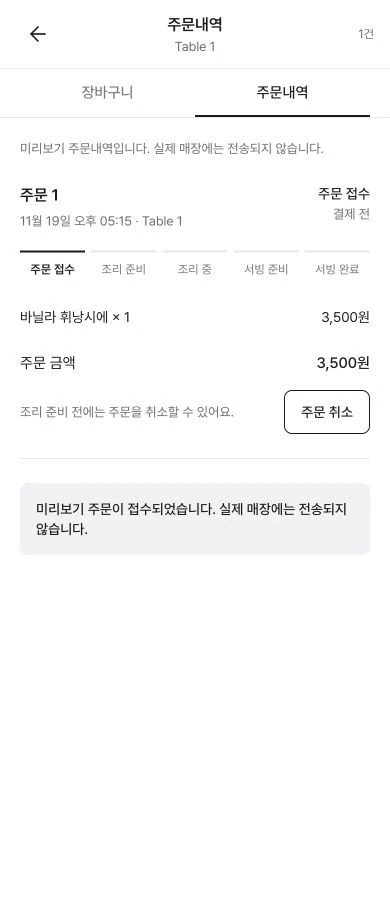 주문내역
Table 1
1건
장바구니
주문내역
미리보기 주문내역입니다. 실제 매장에는 전송되지 않습니다.
주문 1
주문 접수
11월 19일 오후 05:15 · Table 1
결제 전
주문 접수
조리 준비
조리 중
서빙 준비
서빙 완료
바닐라 휘낭시에 × 1
3,500원
주문 금액
3,500원
조리 준비 전에는 주문을 취소할 수 있어요.
주문 취소
미리보기 주문이 접수되었습니다. 실제 매장에는 전송되지
않습니다.